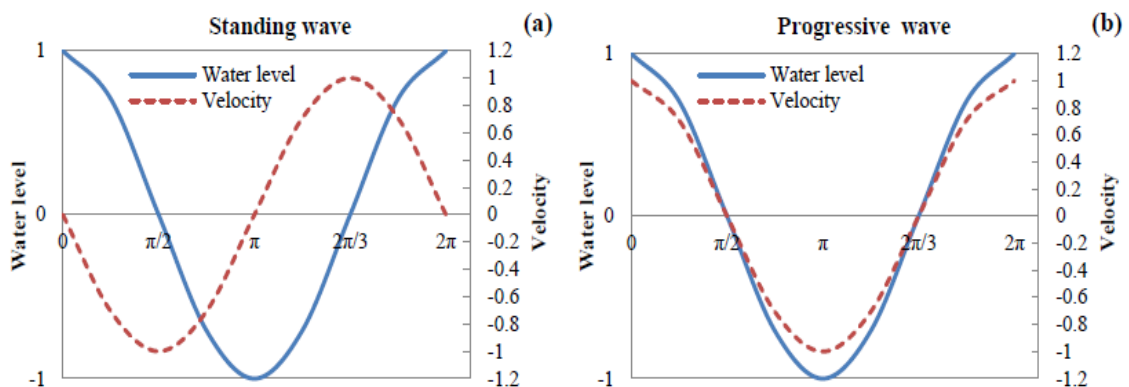 Standing wave
(a)
Water level
Velocity
1
0
-1
Water level
0
π/2
π
2π/3
2π
1.2
1
0.8
0.6
0.4
0.2
0
-0.2
-0.4
-0.6
-0.8
-1
-1.2
Velocity
Progressive wave
(b)
Water level
Velocity
1
0
-1
Water level
0
π/2
π
2π/3
2π
1.2
1
0.8
0.6
0.4
0.2
0
-0.2
-0.4
-0.6
-0.8
-1
-1.2
Velocity